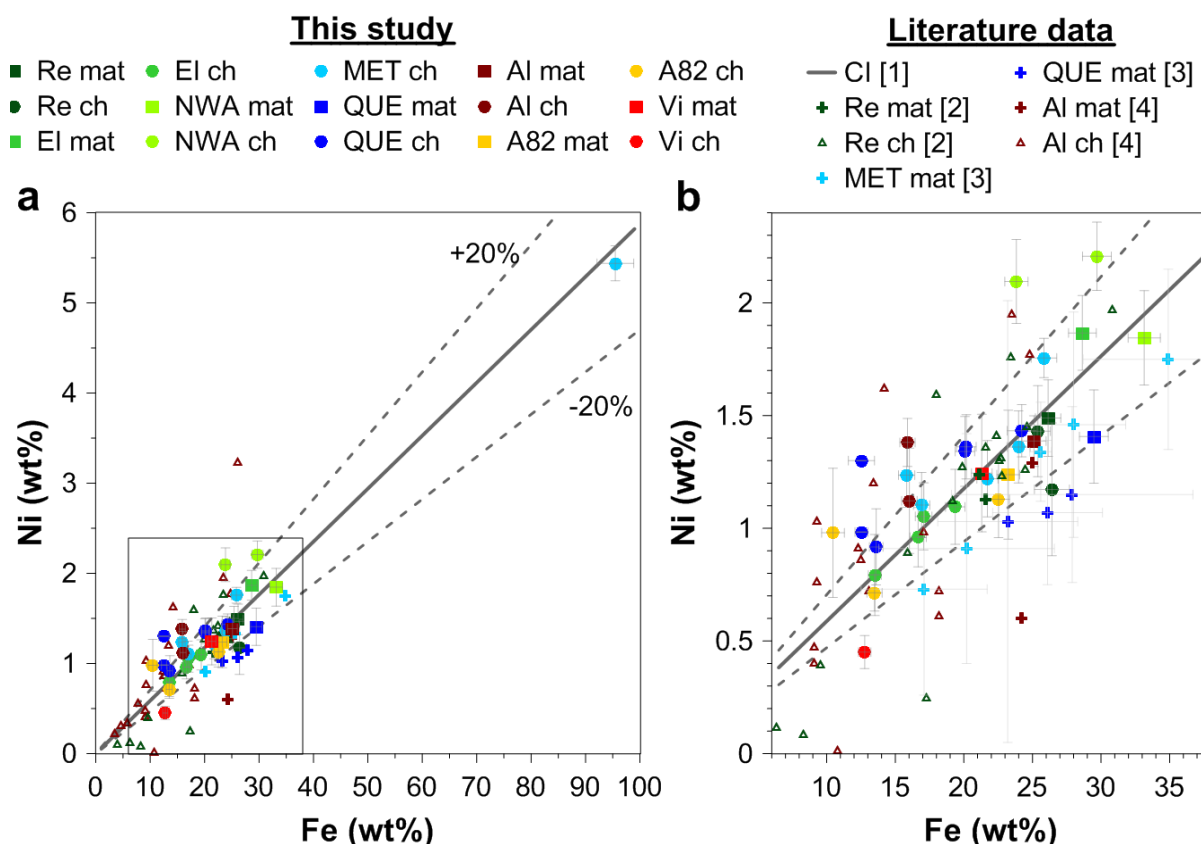 This study
Literature data
Re mat
El ch
MET ch
Al mat
A82 ch
CI [1]
QUE mat [3]
Re ch
NWA mat
QUE mat
Al ch
Vi mat
Re mat [2]
Al mat [4]
El mat
NWA ch
QUE ch
A82 mat
Vi ch
Re ch [2]
Al ch [4]
MET mat [3]
a
b
6
5
4
3
2
1
0
Ni (wt%)
+20%
-20%
0 10 20 30 40 50 60 70 80 90 100
Fe (wt%)
2
1.5
1
0.5
0
Ni (wt%)
10 15 20 25 30 35
Fe (wt%)